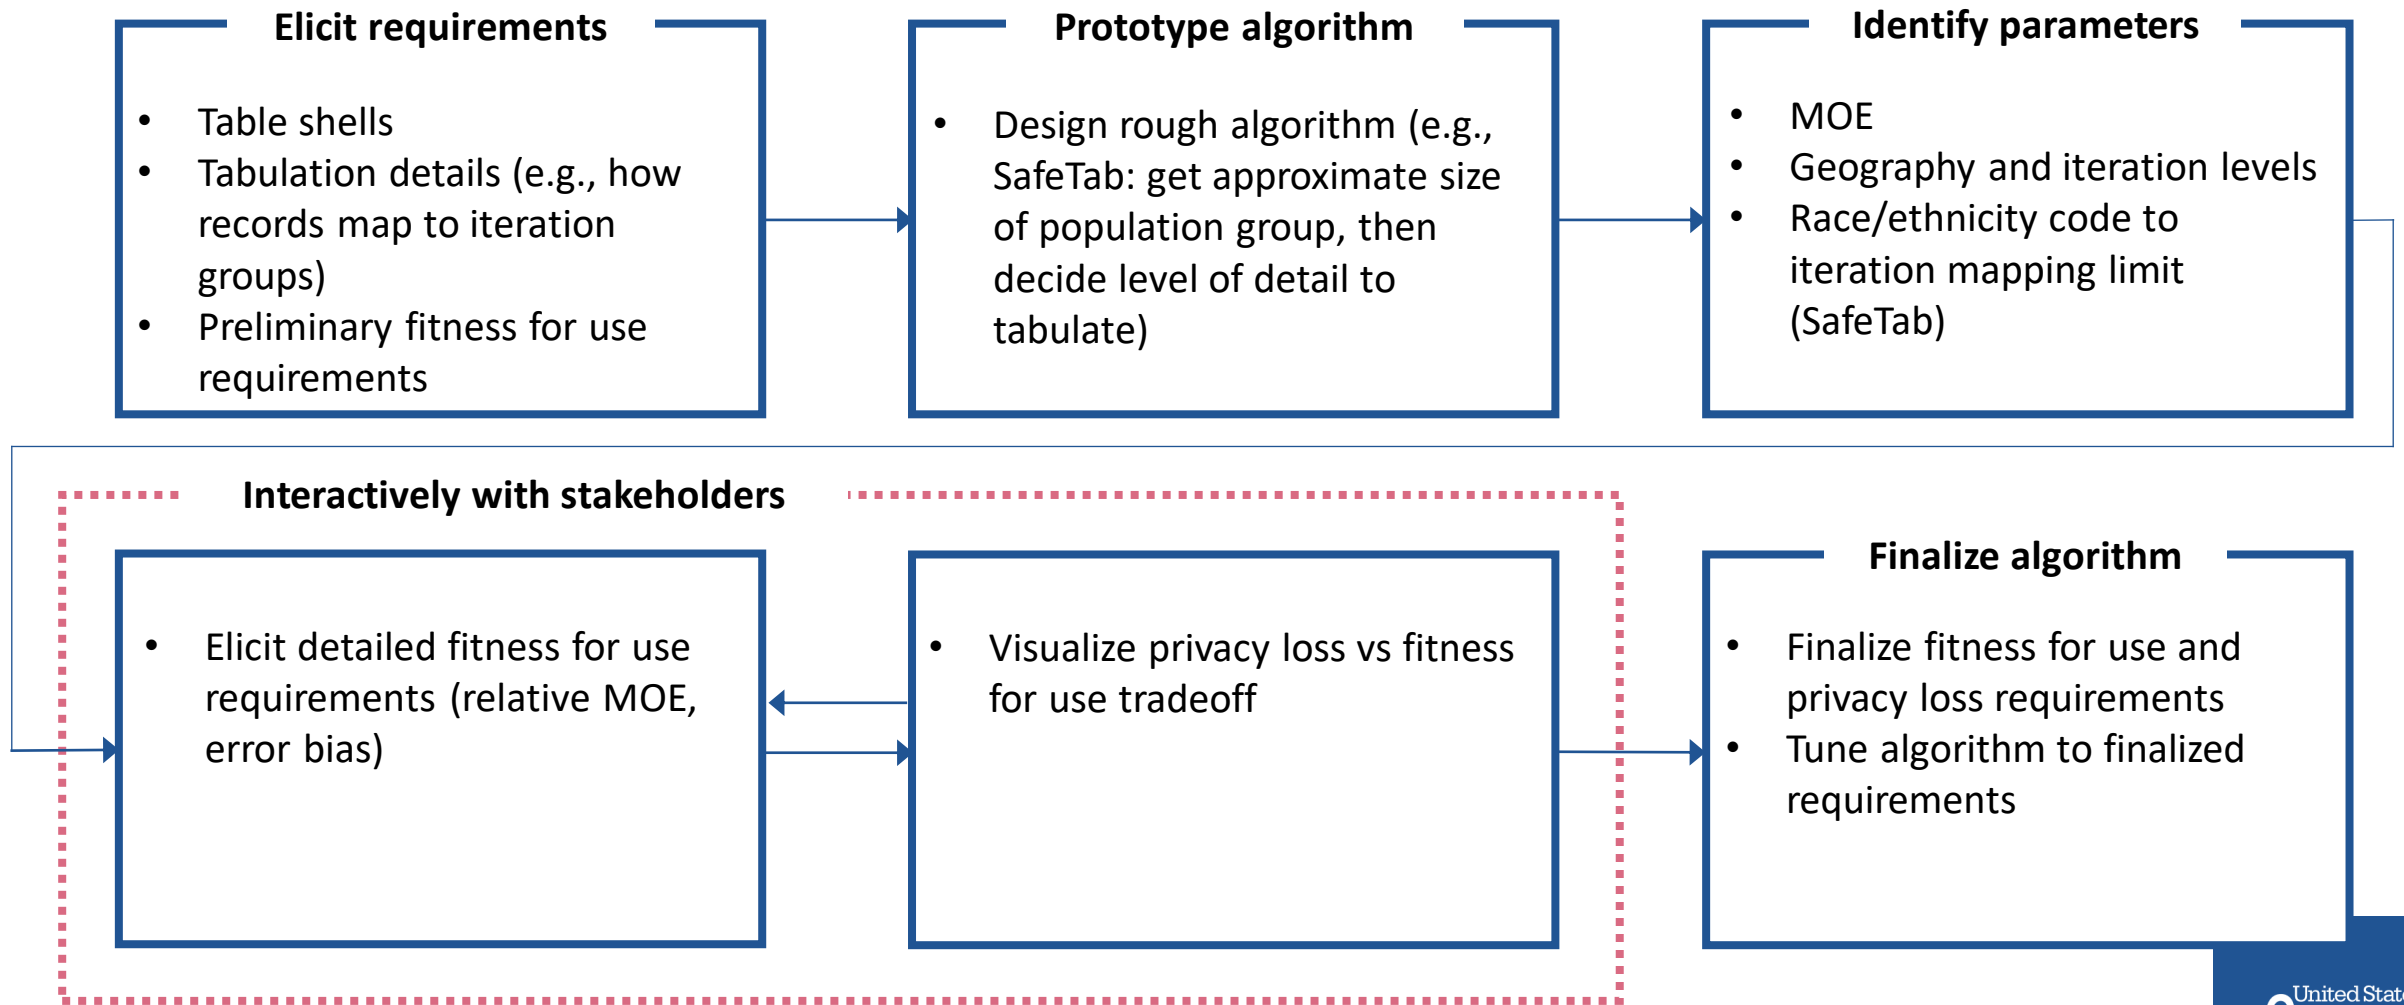 Elicit requirements
• Table shells
• Tabulation details (e.g., how
records map to iteration
groups)
• Preliminary fitness for use
requirements
Prototype algorithm
• Design rough algorithm (e.g.,
SafeTab: get approximate size
of population group, then
decide level of detail to
tabulate)
Identify parameters
• MOE
• Geography and iteration levels
• Race/ethnicity code to
iteration mapping limit
(SafeTab)
Interactively with stakeholders
• Elicit detailed fitness for use
requirements (relative MOE,
error bias)
• Visualize privacy loss vs fitness
for use tradeoff
Finalize algorithm
• Finalize fitness for use and
privacy loss requirements
• Tune algorithm to finalized
requirements
United State